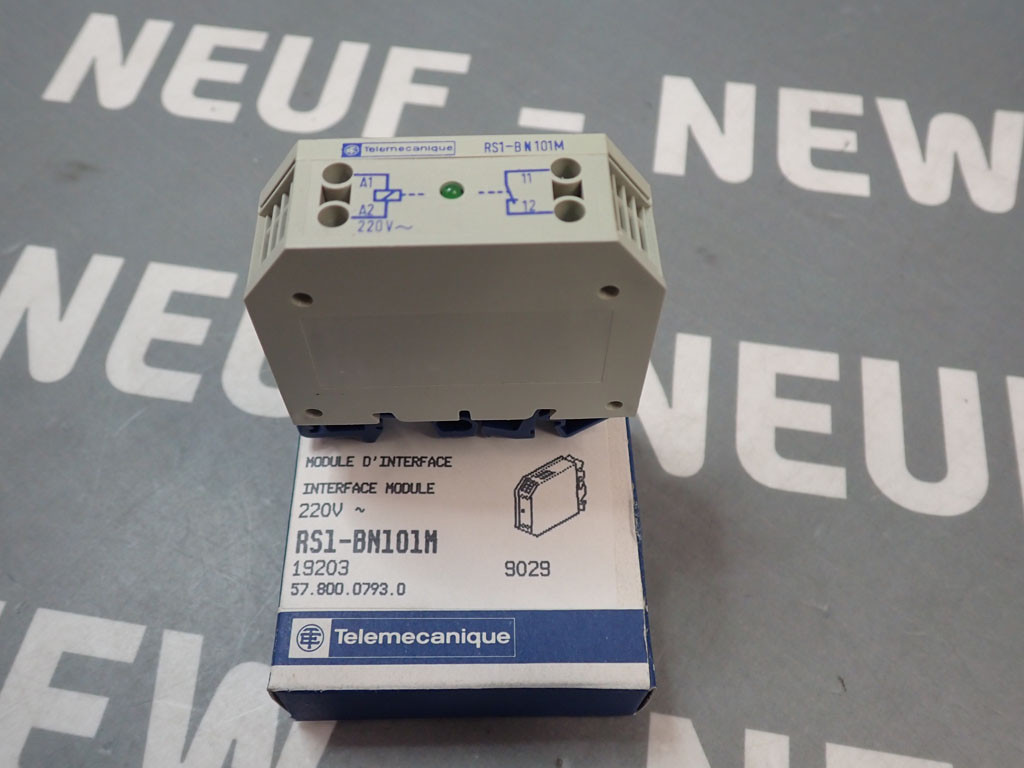 NEUF - NEW
Telemecanique RS1-BN101M
A1 11
A2 12
220V~
NEU
NEUF
MODULE D'INTERFACE
INTERFACE MODULE
220V ~
RS1-BN101M
19203 9029
57.800.0793.0
Telemecanique
EW